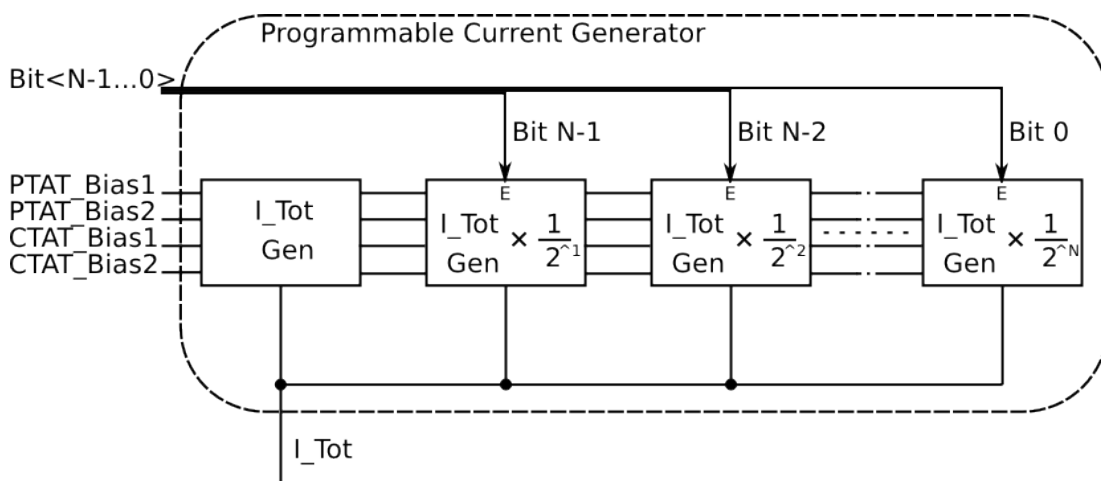 Programmable Current Generator
Bit<N-1...0>
Bit N-1
Bit N-2
Bit 0
PTAT_Bias1
PTAT_Bias2
CTAT_Bias1
CTAT_Bias2
I_Tot
Gen
E
I_Tot
Gen
× 1/2^1
E
I_Tot
Gen
× 1/2^2
E
I_Tot
Gen
× 1/2^N
I_Tot